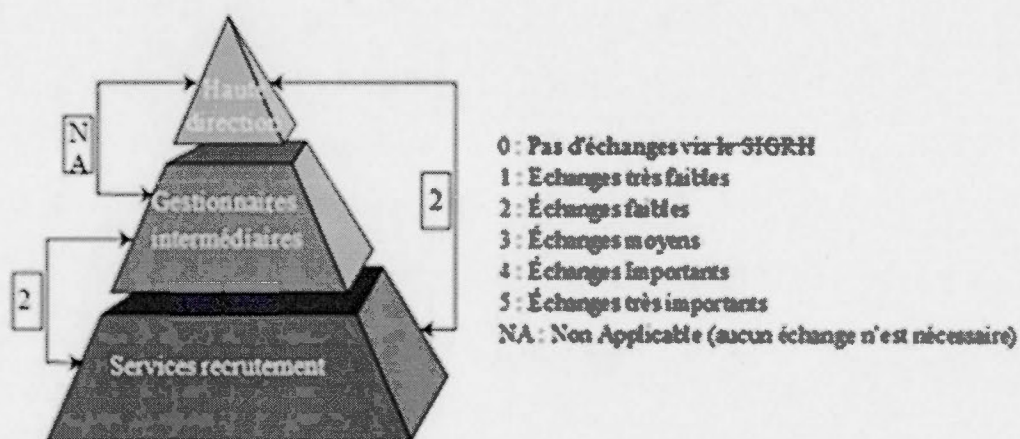 Haute
direction
N
A
Gestionnaires
intermédiaires
2
2
Services recrutement
0 : Pas d'échanges via le SIGRH
1 : Echanges très faibles
2 : Échanges faibles
3 : Échanges moyens
4 : Échanges Importants
5 : Échanges très importants
NA : Non Applicable (aucun échange n'est nécessaire)